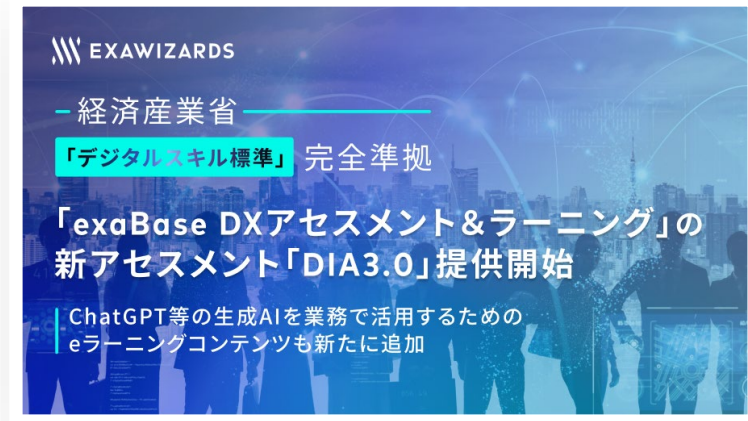 EXAWIZARDS
経済産業省
「デジタルスキル標準」 完全準拠
「exaBase DXアセスメント＆ラーニング」の
新アセスメント「DIA3.0」提供開始
ChatGPT等の生成AIを業務で活用するための
eラーニングコンテンツも新たに追加